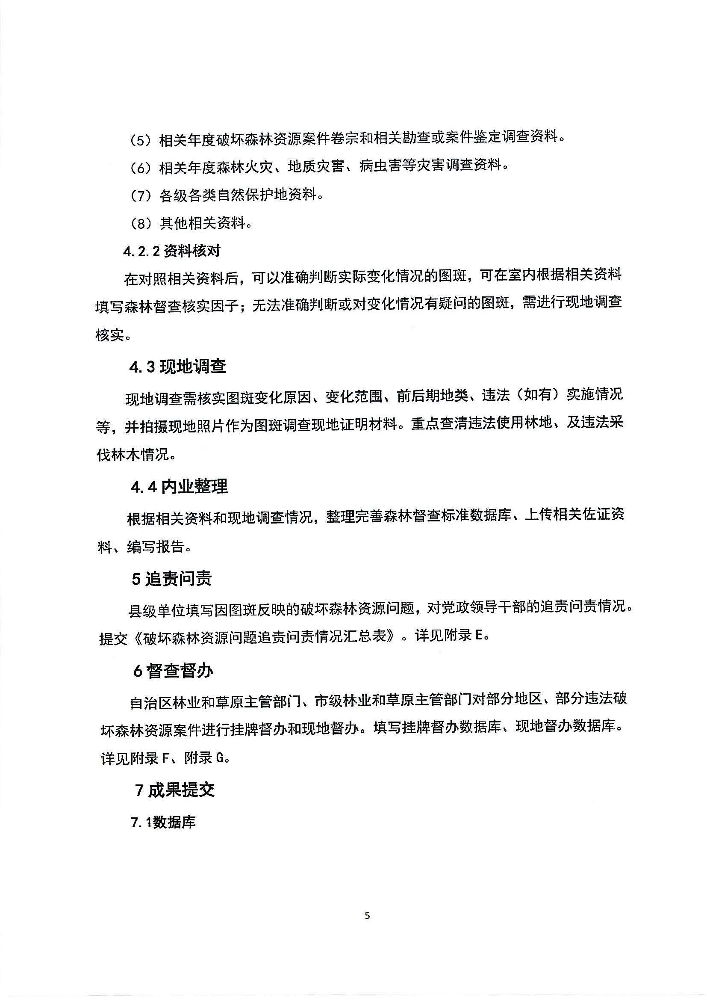 （5）相关年度破坏森林资源案件卷宗和相关勘查或案件鉴定调查资料。
（6）相关年度森林火灾、地质灾害、病虫害等灾害调查资料。
（7）各级各类自然保护地资料。
（8）其他相关资料。
4.2.2 资料核对
在对照相关资料后，可以准确判断实际变化情况的图斑，可在室内根据相关资料
填写森林督查核实因子；无法准确判断或对变化情况有疑问的图斑，需进行现地调查
核实。
4.3 现地调查
现地调查需核实图斑变化原因、变化范围、前后期地类、违法（如有）实施情况
等，并拍摄现地照片作为图斑调查现地证明材料。重点查清违法使用林地、及违法采
伐林木情况。
4.4 内业整理
根据相关资料和现地调查情况，整理完善森林督查标准数据库、上传相关佐证资
料、编写报告。
5 追责问责
县级单位填写因图斑反映的破坏森林资源问题，对党政领导干部的追责问责情况。
提交《破坏森林资源问题追责问责情况汇总表》。详见附录 E。
6 督查督办
自治区林业和草原主管部门、市级林业和草原主管部门对部分地区、部分违法破
坏森林资源案件进行挂牌督办和现地督办。填写挂牌督办数据库、现地督办数据库。
详见附录 F、附录 G。
7 成果提交
7.1数据库
5